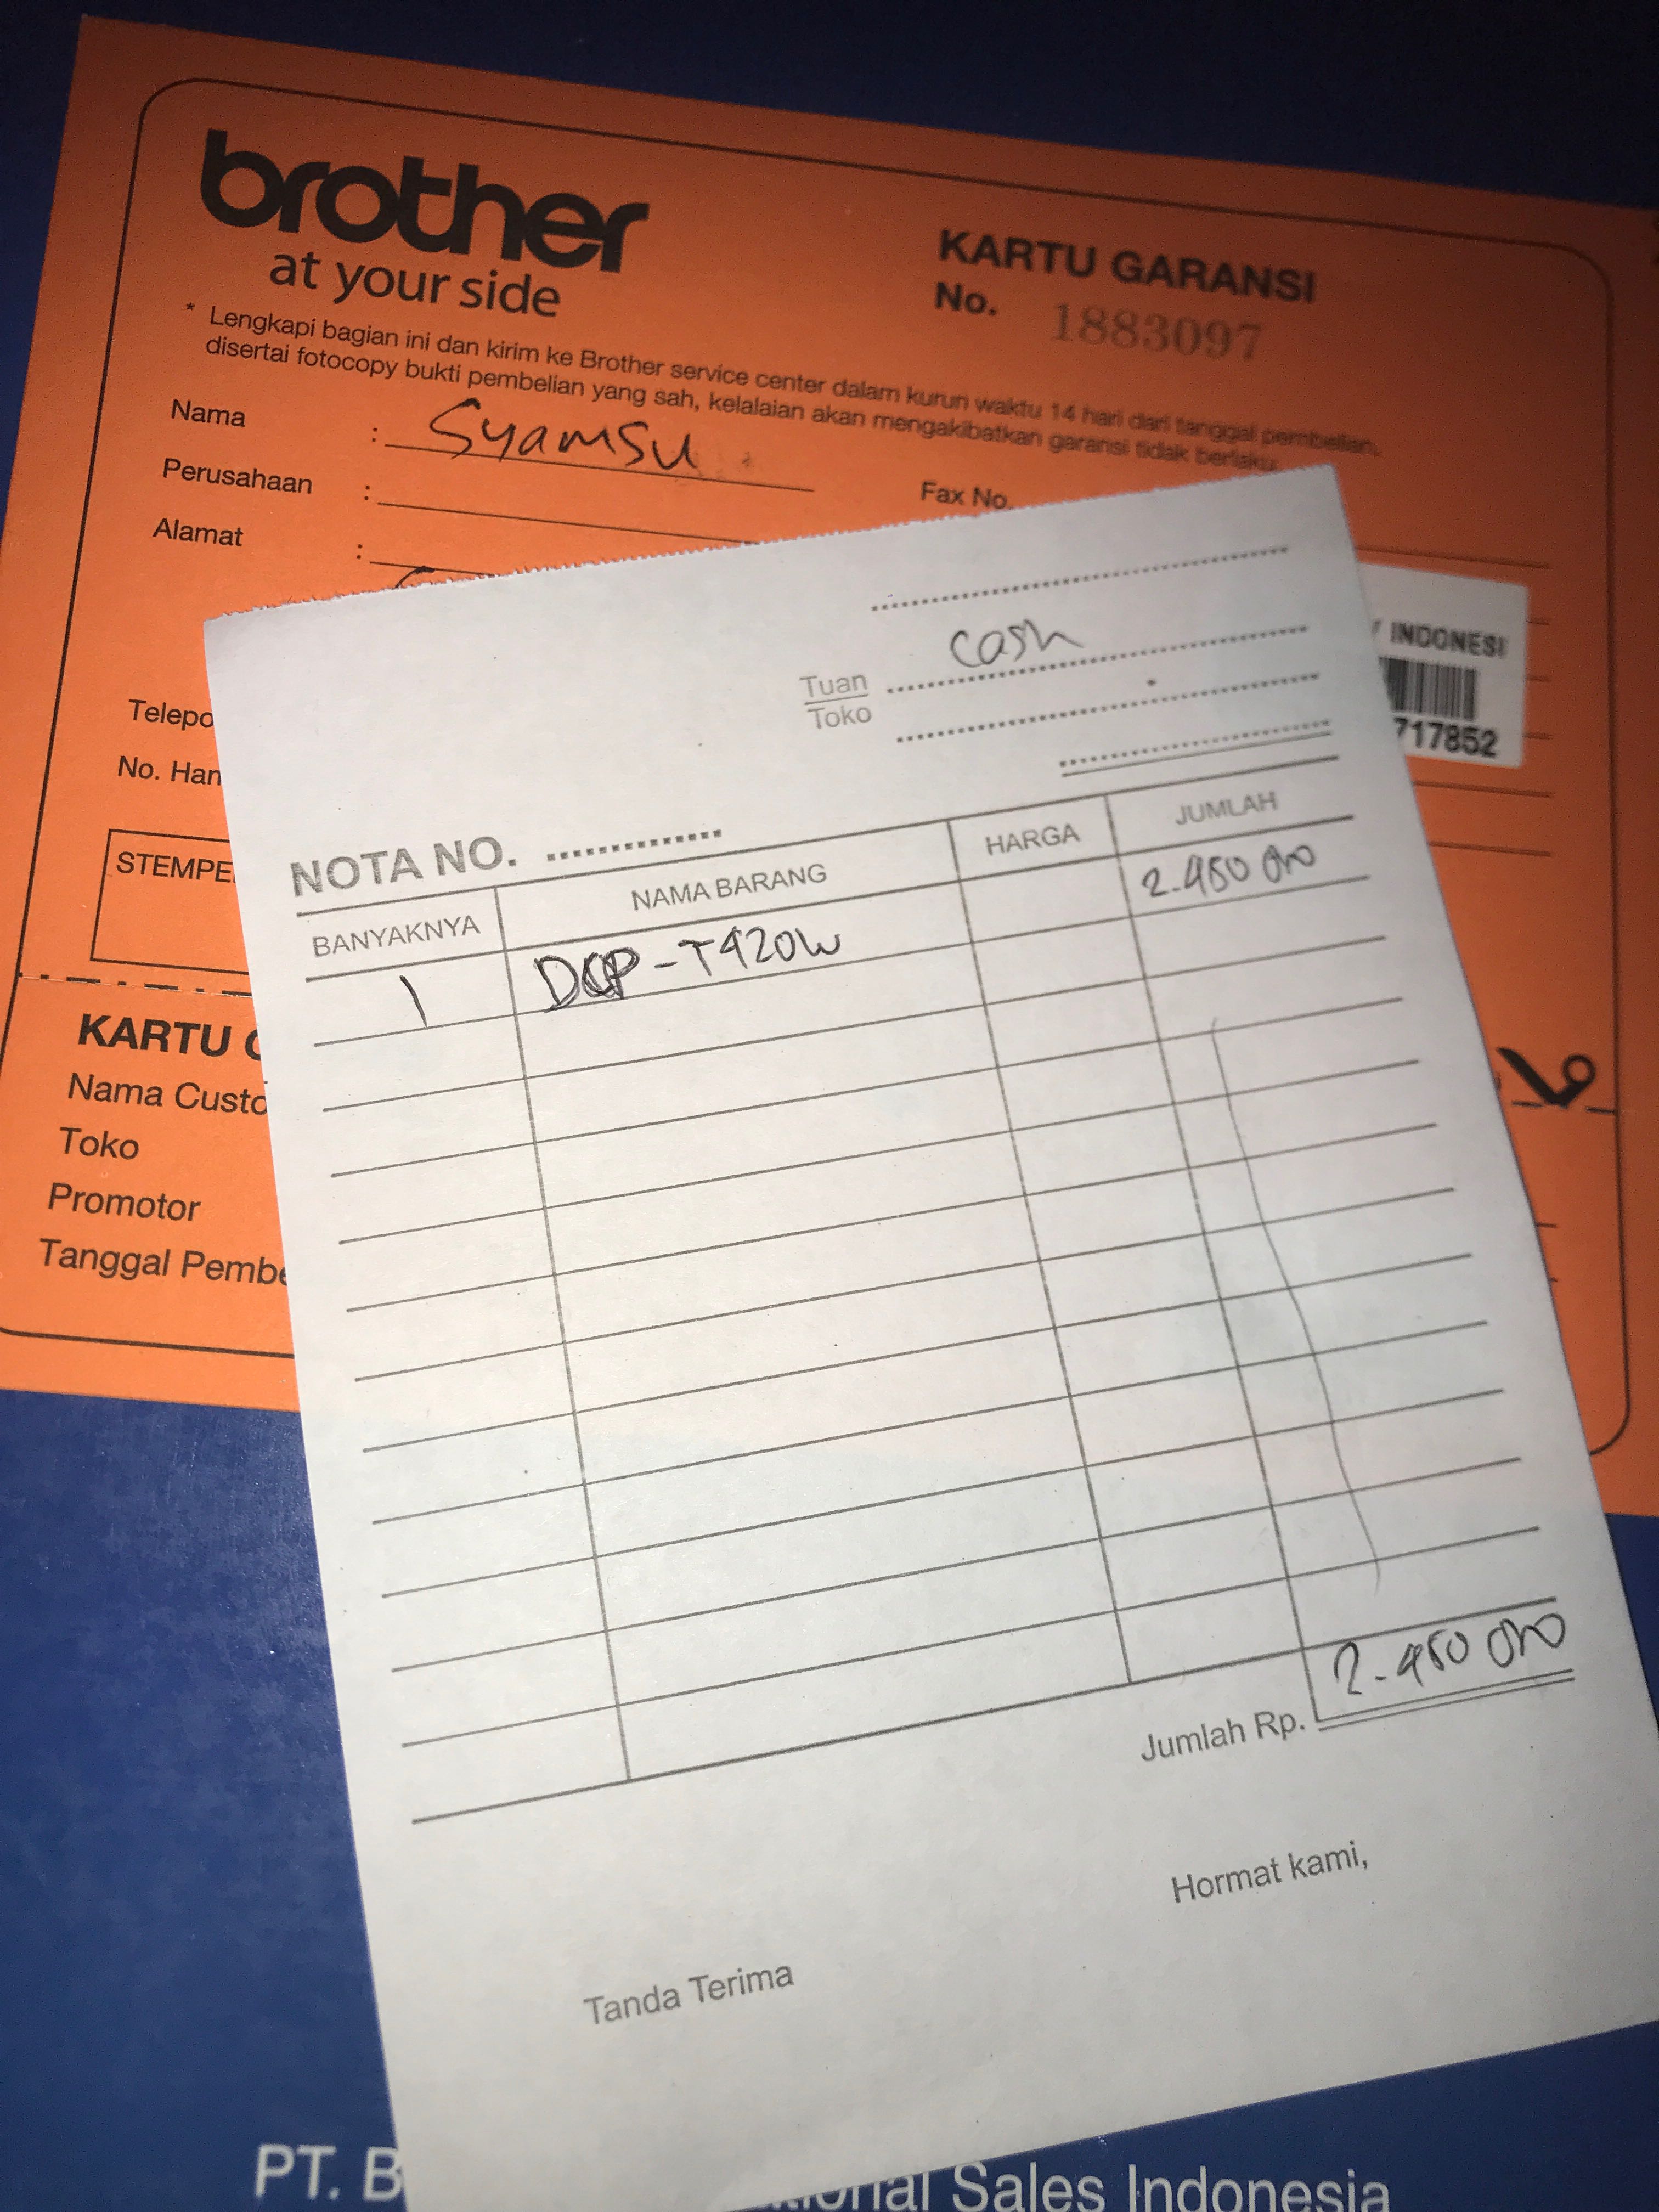 brother
at your side
KARTU GARANSI
No. 1883097
* Lengkapi bagian ini dan kirim ke Brother service center dalam kurun waktu 14 hari dari tanggal pembelian,
disertai fotocopy bukti pembelian yang sah, kelalaian akan mengakibatkan garansi tidak berlaku
Nama : Syamsu
Perusahaan :
Fax No.
Alamat :
INDONESI
717852
Telepo
No. Han
STEMPE
KARTU
Nama Custo
Toko
Promotor
Tanggal Pembe
cash
Tuan
Toko
NOTA NO.
BANYAKNYA NAMA BARANG HARGA JUMLAH
1 DCP-T420W 2.450 000
Jumlah Rp. 2.450 000
Hormat kami,
Tanda Terima
PT. B onal Sales Indonesia